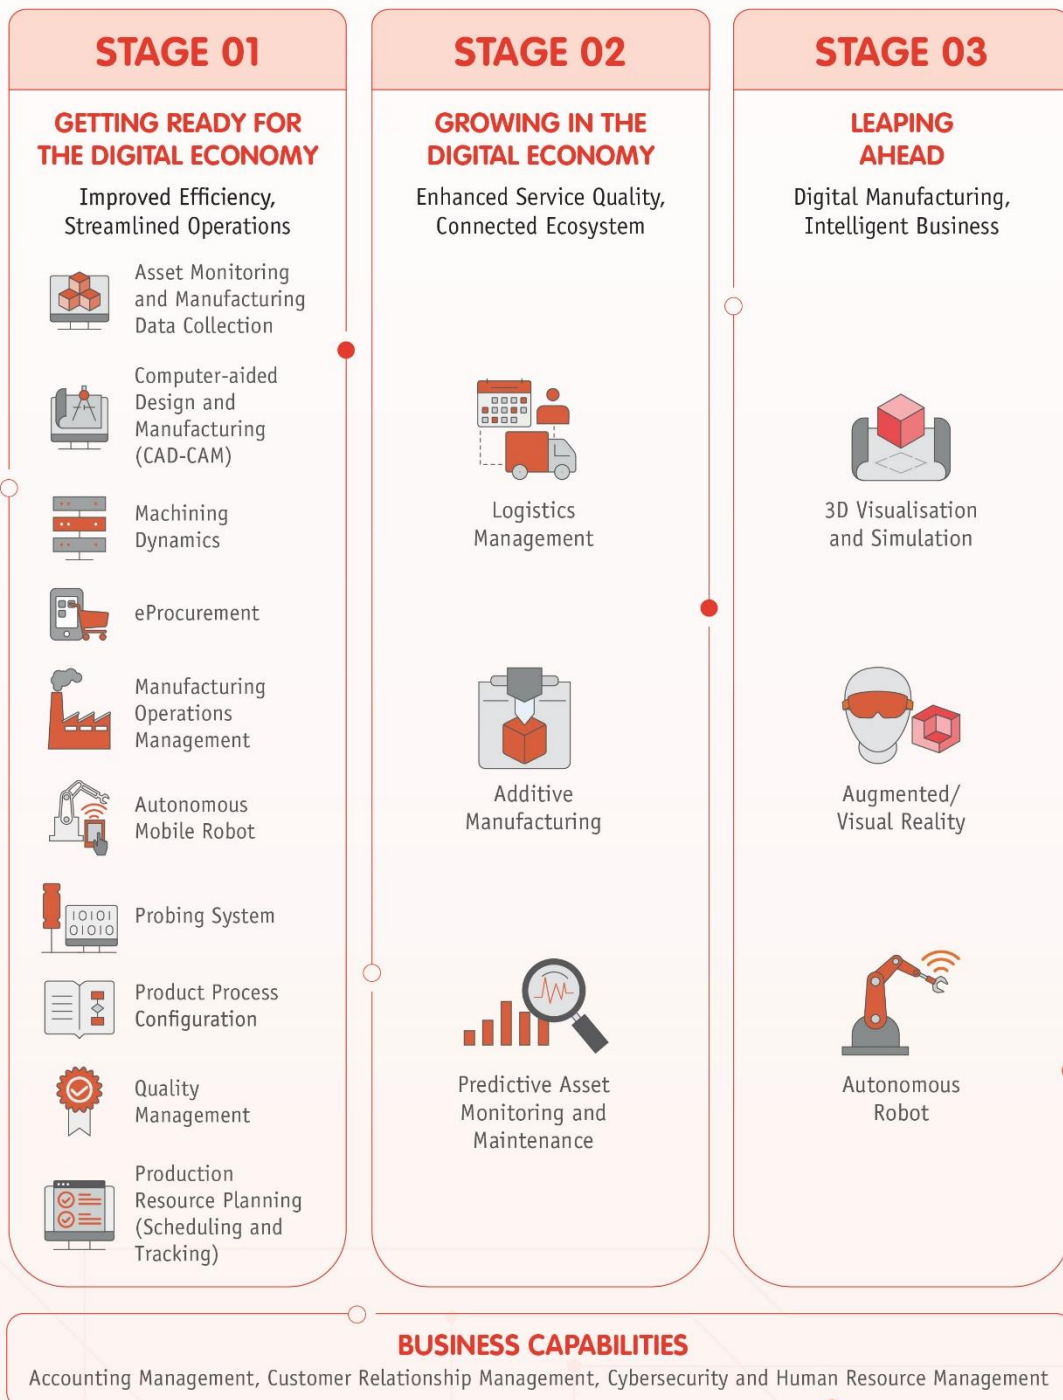 STAGE 01
GETTING READY FOR
THE DIGITAL ECONOMY
Improved Efficiency,
Streamlined Operations
Asset Monitoring
and Manufacturing
Data Collection
Computer-aided
Design and
Manufacturing
(CAD-CAM)
Machining
Dynamics
eProcurement
Manufacturing
Operations
Management
Autonomous
Mobile Robot
10101
01010
Probing System
Product Process
Configuration
Quality
Management
Production
Resource Planning
(Scheduling and
Tracking)
STAGE 02
GROWING IN THE
DIGITAL ECONOMY
Enhanced Service Quality,
Connected Ecosystem
Logistics
Management
Additive
Manufacturing
Predictive Asset
Monitoring and
Maintenance
STAGE 03
LEAPING
AHEAD
Digital Manufacturing,
Intelligent Business
3D Visualisation
and Simulation
Augmented/
Visual Reality
Autonomous
Robot
BUSINESS CAPABILITIES
Accounting Management, Customer Relationship Management, Cybersecurity and Human Resource Management